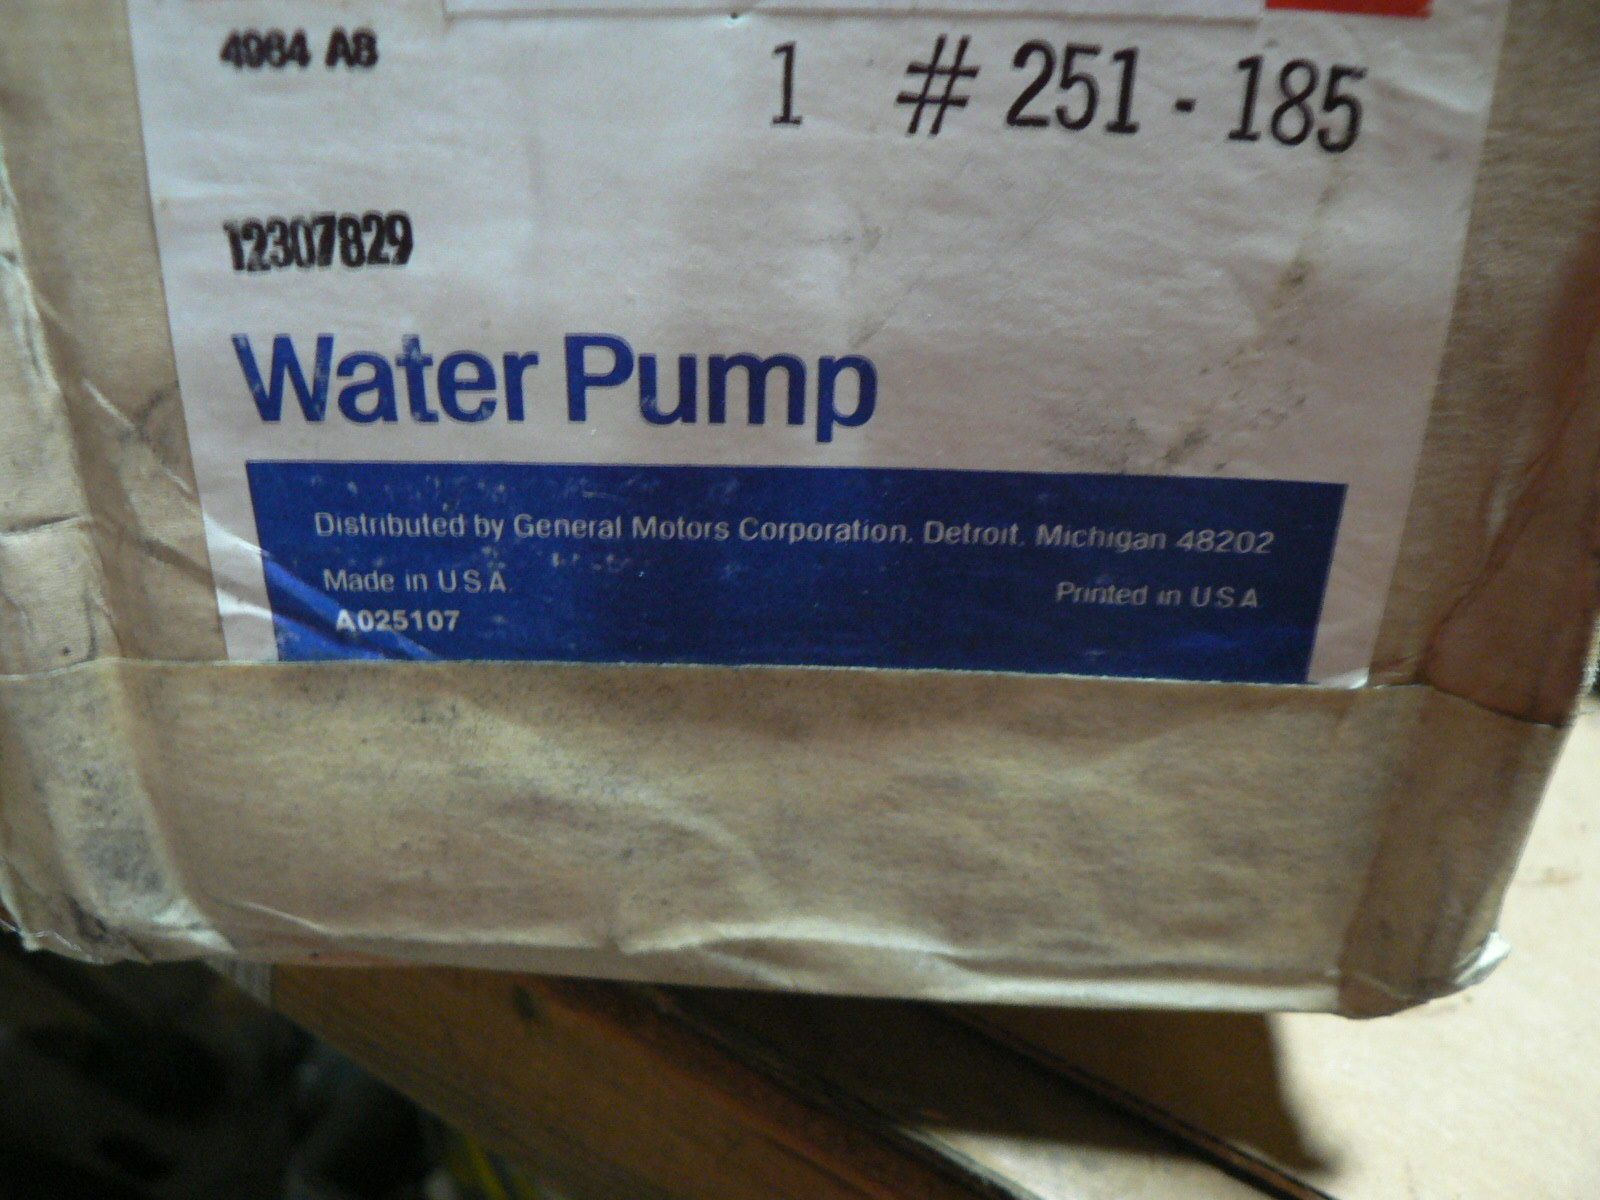 4964 AB
1 # 251 - 185
12307829
Water Pump
Distributed by General Motors Corporation. Detroit. Michigan 48202
Made in U.S.A.
Printed in U.S.A
A025107